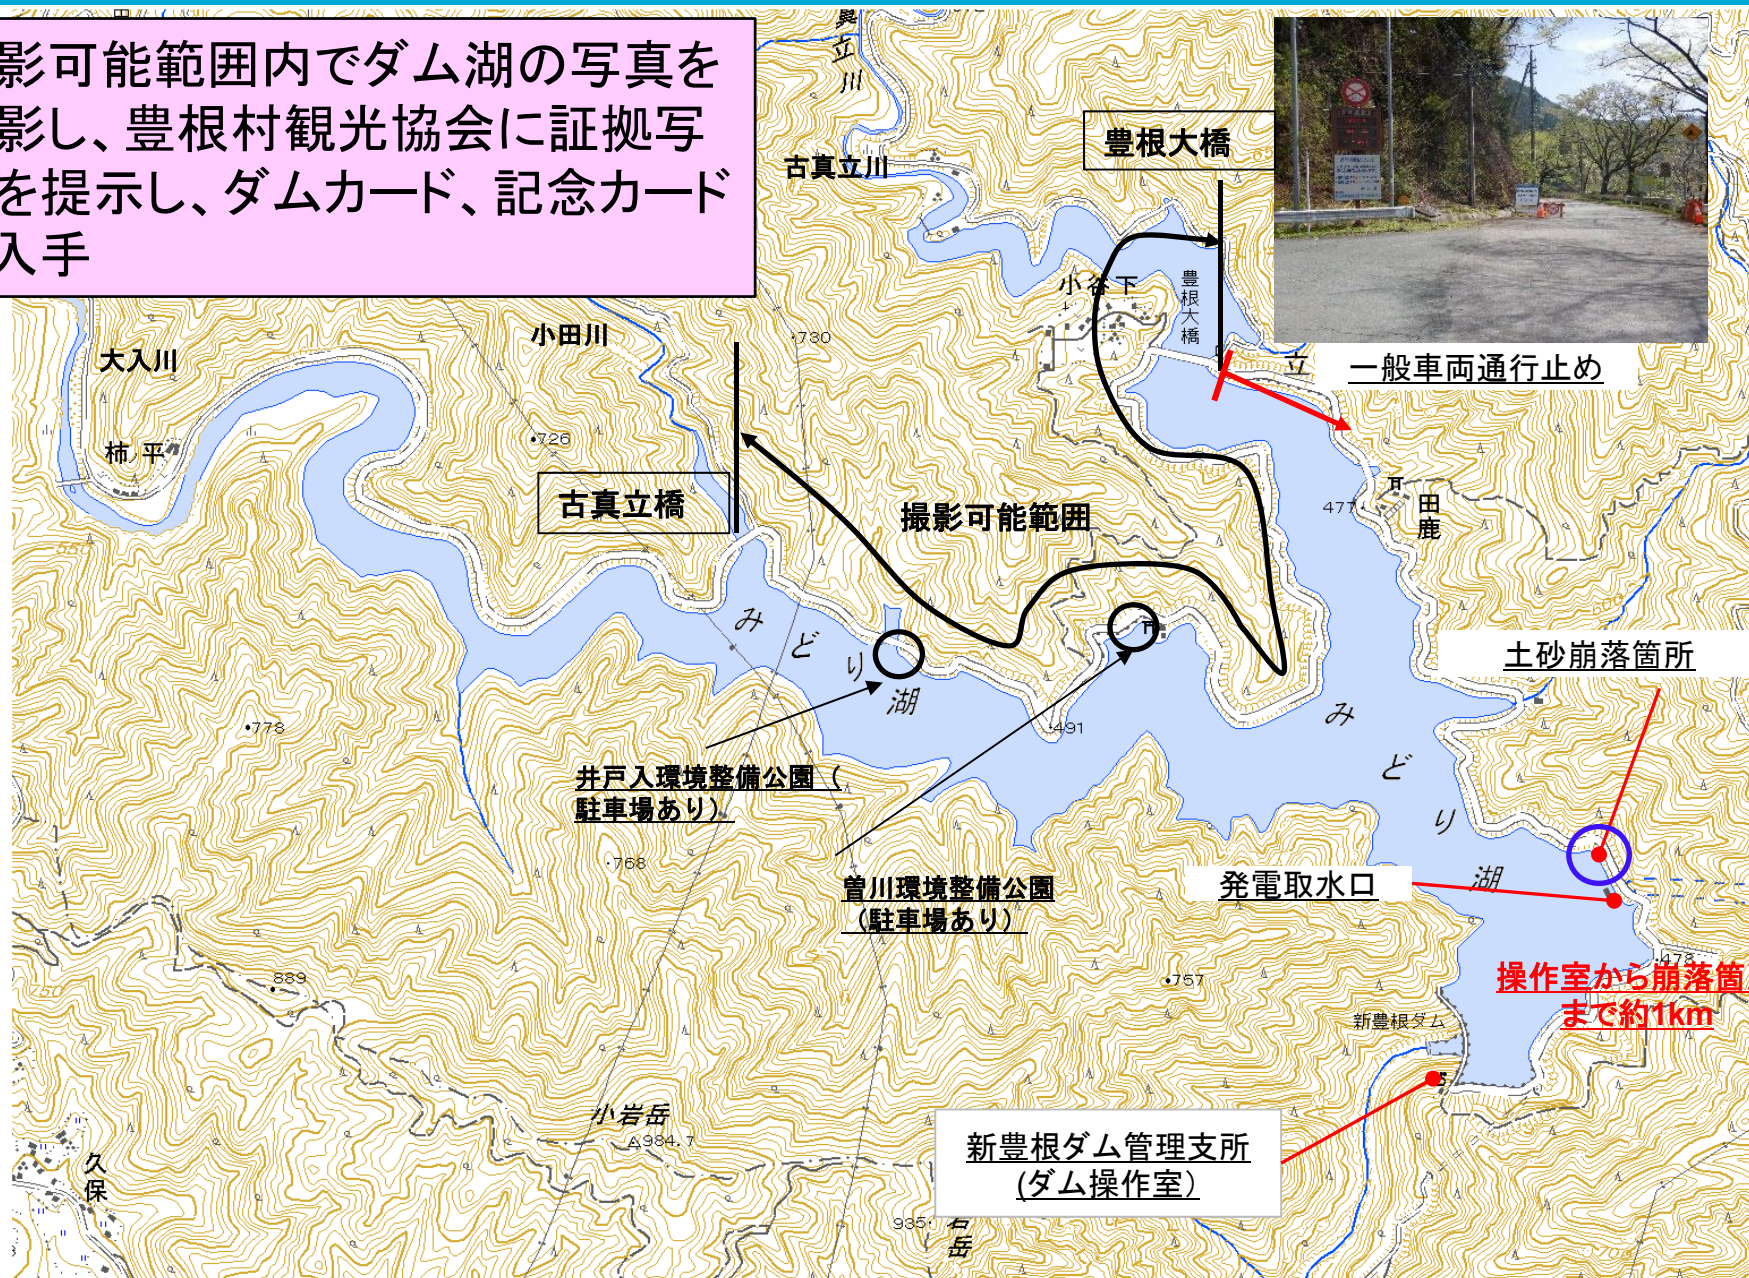 影可能範囲内でダム湖の写真を
影し、豊根村観光協会に証拠写
を提示し、ダムカード、記念カード
入手
真立川
古真立川
豊根大橋
小谷下
豊根大橋
立
一般車両通行止め
大入川
小田川
・730
柿平
・726
古真立橋
撮影可能範囲
477・
田鹿
みどり湖
土砂崩落箇所
・778
・491
みどり湖
井戸入環境整備公園（
駐車場あり）
・768
曽川環境整備公園
（駐車場あり）
発電取水口
889
・757
・478
操作室から崩落箇
まで約1km
新豊根ダム
小岩岳
△984.7
新豊根ダム管理支所
(ダム操作室）
久保
935・
岩岳